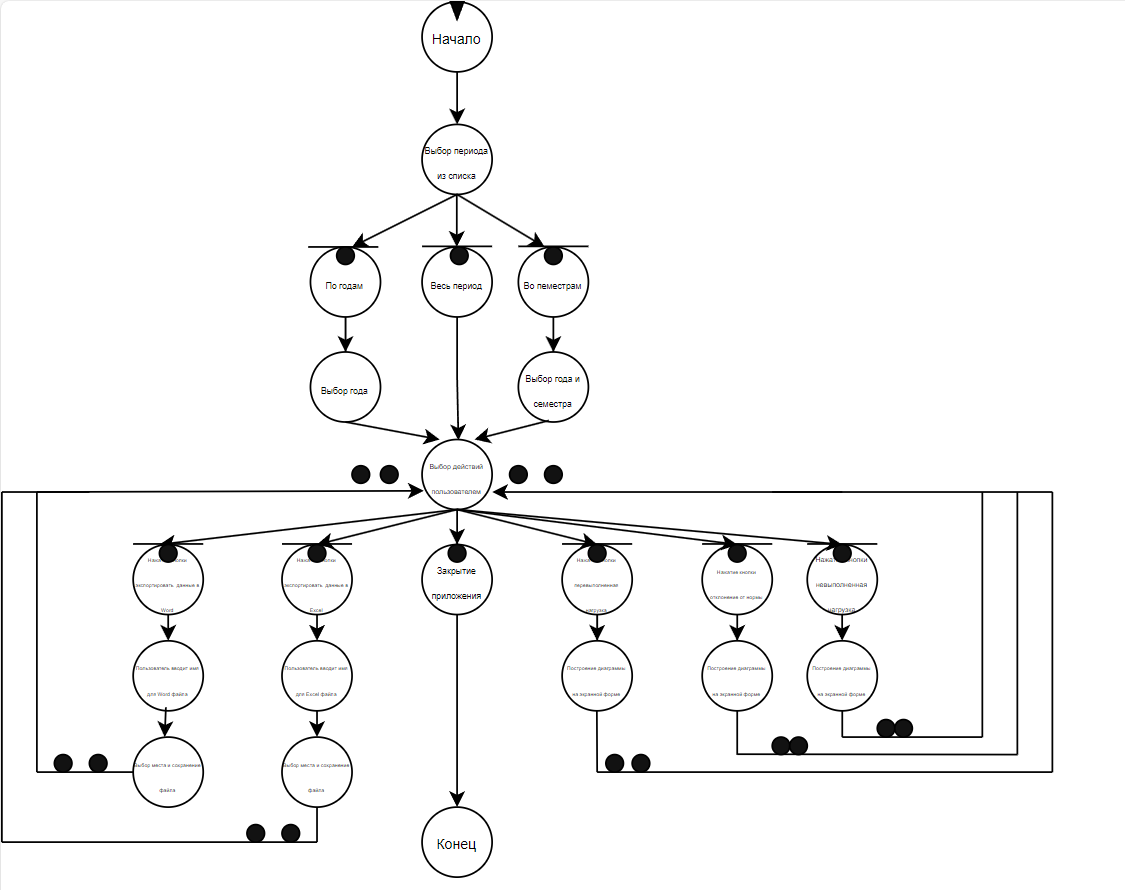 Начало
Выбор периода
из списка
По годам
Весь период
Во пеместрам
Выбор года
Выбор года и
семестра
Выбор действий
пользователем
экспортировать данные в
Word
экспортировать данные в
Excel
Закрытие
приложения
перевыполненная
нагрузка
Нажатие кнопки
отклонение от нормы
невыполненная
нагрузка
Пользователь вводит имя
для Word файла
Пользователь вводит имя
для Excel файла
Построение диаграммы
на экранной форме
Построение диаграммы
на экранной форме
Построение диаграммы
на экранной форме
Выбор места и сохранение
файла
Выбор места и сохранение
файла
Конец